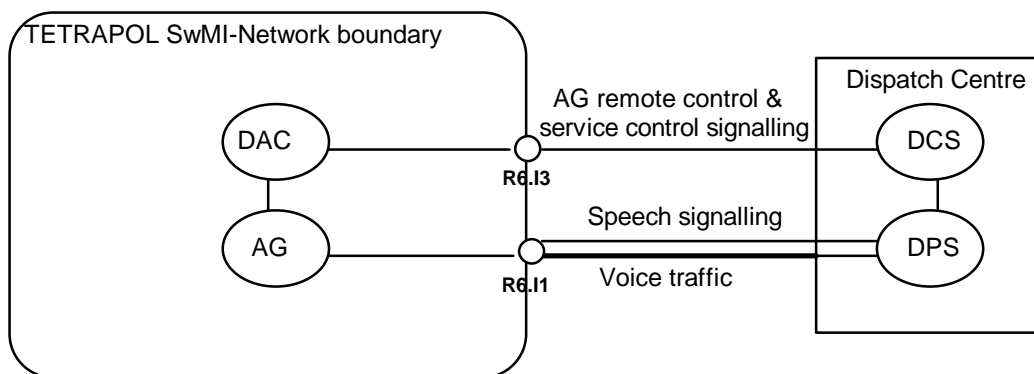 TETRAPOL SwMI-Network boundary
Dispatch Centre
AG remote control &
service control signalling
DAC
DCS
R6.I3
Speech signalling
AG
DPS
R6.I1
Voice traffic